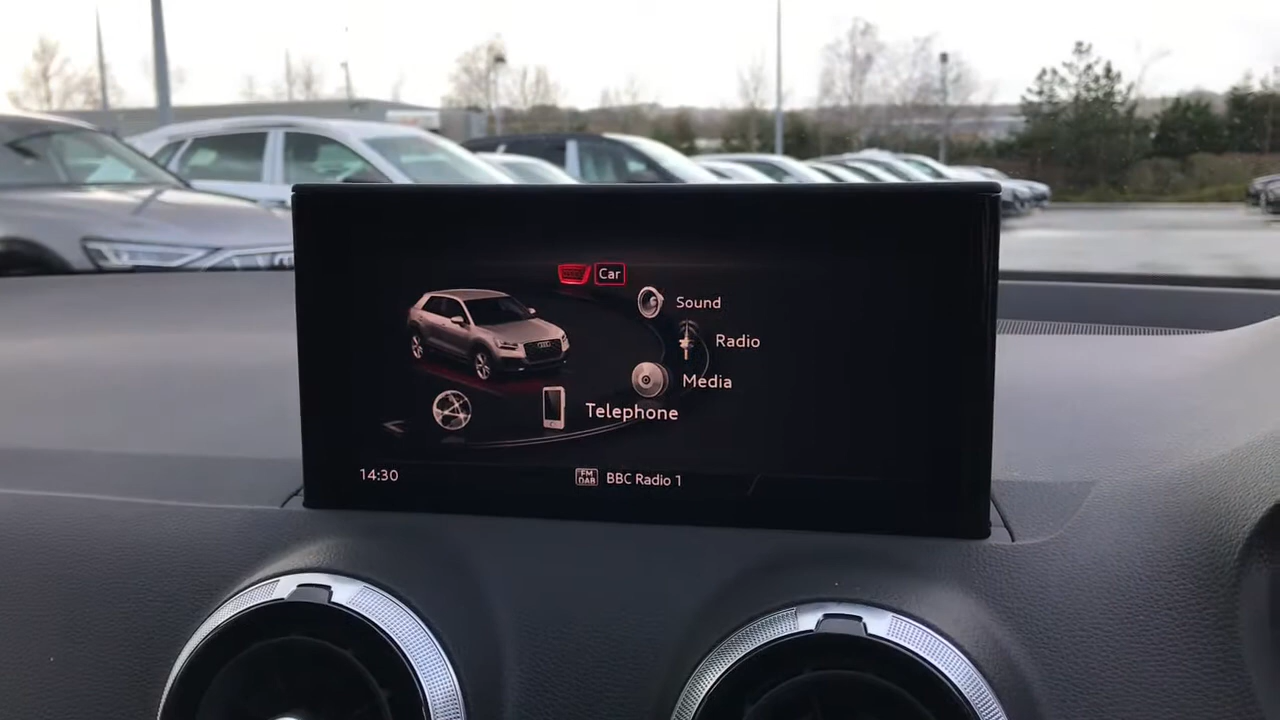 Car
Sound
Radio
Media
Telephone
14:30
FM
DAB
BBC Radio 1